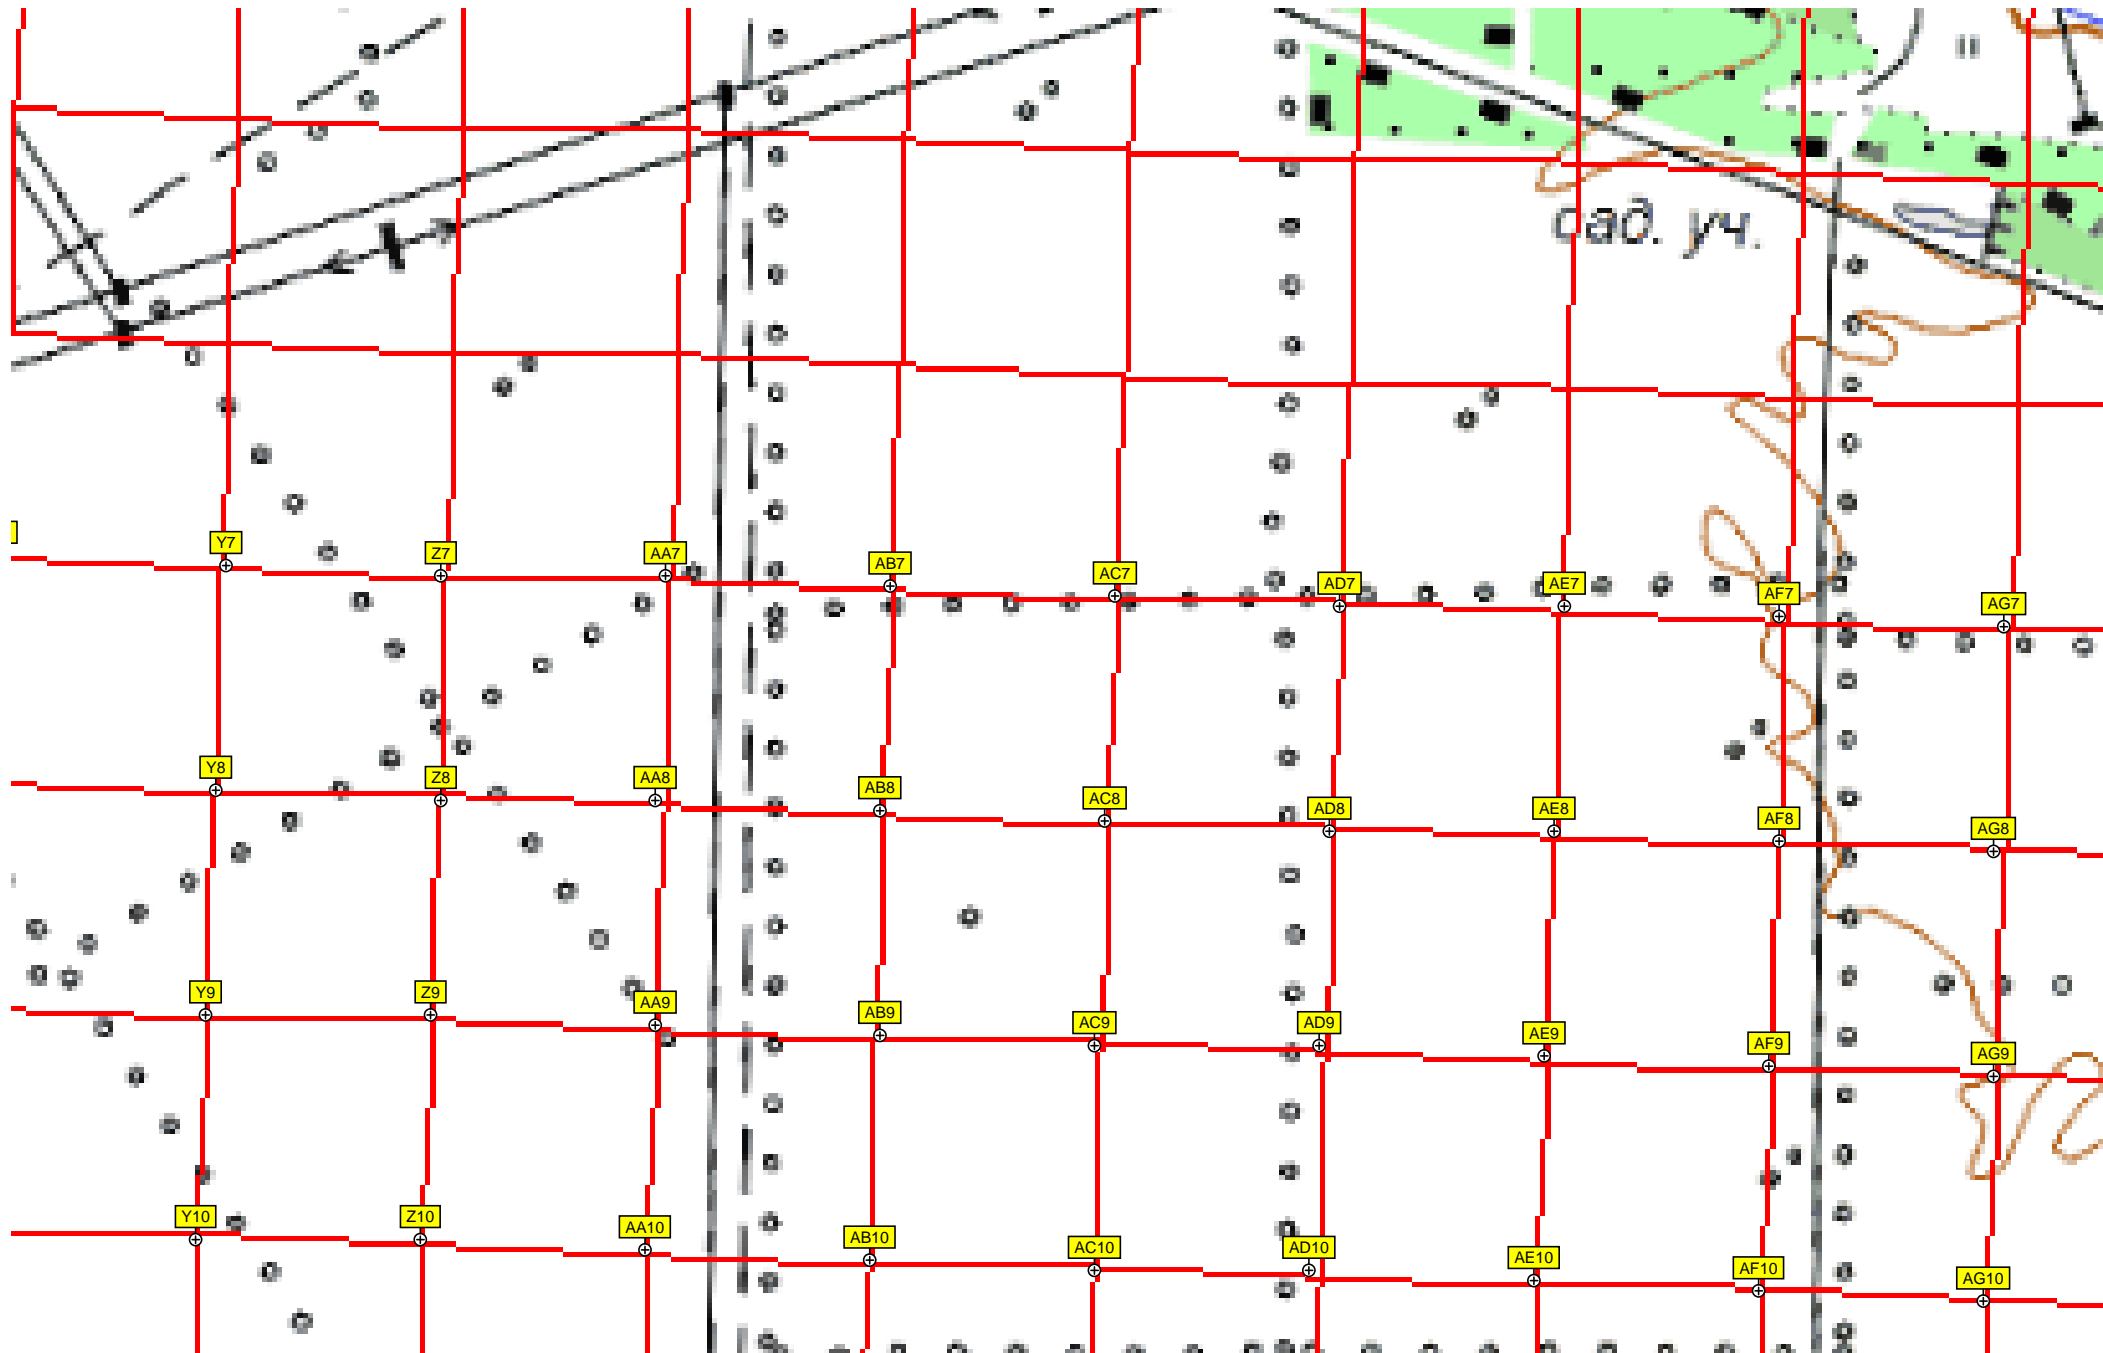 сад. уч.
Y7 Z7 AA7 AB7 AC7 AD7 AE7 AF7 AG7
Y8 Z8 AA8 AB8 AC8 AD8 AE8 AF8 AG8
Y9 Z9 AA9 AB9 AC9 AD9 AE9 AF9 AG9
Y10 Z10 AA10 AB10 AC10 AD10 AE10 AF10 AG10